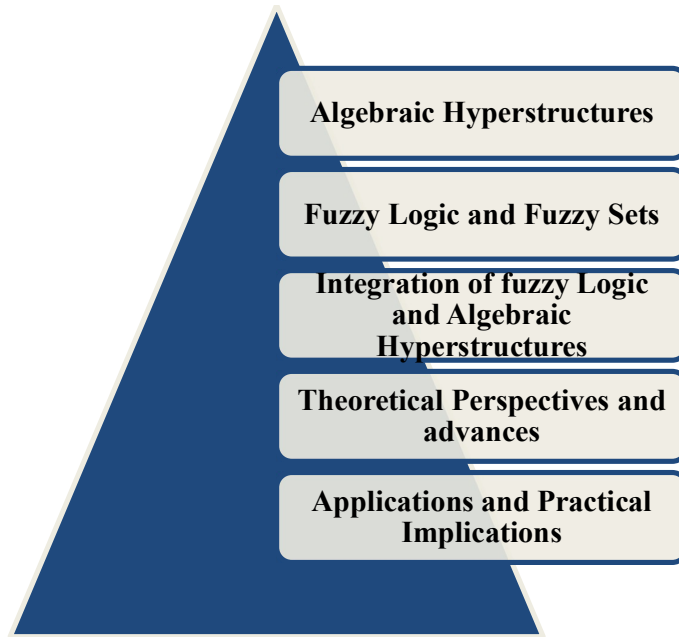 Algebraic Hyperstructures
Fuzzy Logic and Fuzzy Sets
Integration of fuzzy Logic
and Algebraic
Hyperstructures
Theoretical Perspectives and
advances
Applications and Practical
Implications